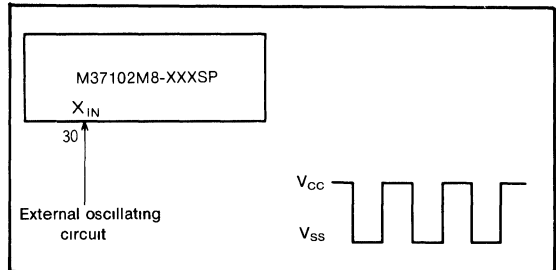 M37102M8-XXXSP
XIN
30
External oscillating
circuit
VCC
VSS